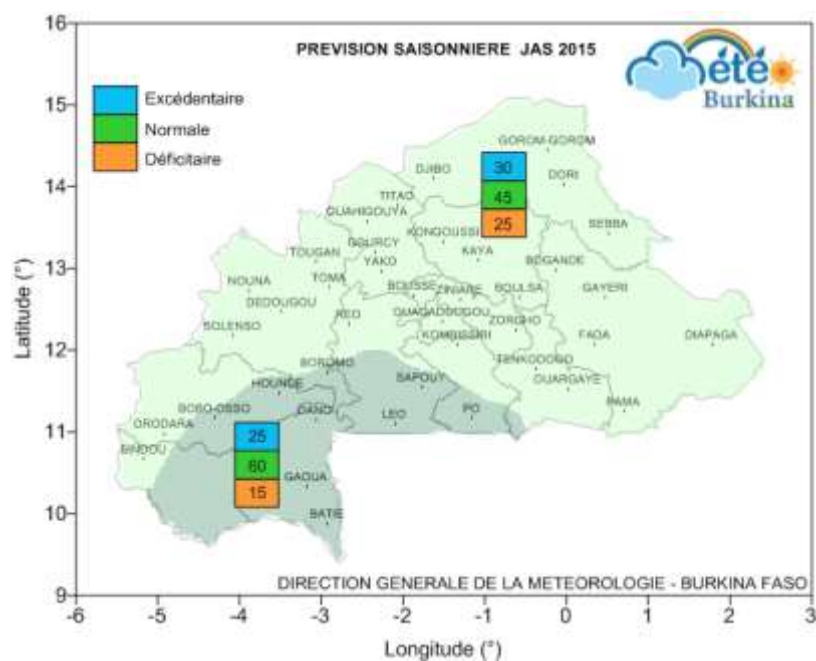 PREVISION SAISONNIERE JAS 2015
été
Burkina
Excédentaire
Normale
Déficitaire
16
15
14
13
12
11
10
9
Latitude (°)
GOROM-GOROM
DJIBO
30
DORI
TITAO
45
OUAHIGOUYA
25
SEBBA
KONGOUSSI
GOURCY
KAYA
TOUGAN
YAKO
BOGANDE
NOUNA
TOMA
BOUSSE
ZINIARE
BOULSA
GAYERI
DEDOUGOU
REO
OUAGADOUGOU
ZORGHO
SOLENSO
KOMBISSIRI
FADA
DIAPAGA
BOROMO
TENKODOGO
HOUNDE
SAPOUY
OUARGAYE
BOBO-DSSO
DANO
LEO
PO
PAMA
ORODARA
SINDOU
25
60
15
GAOUA
BATIE
DIRECTION GENERALE DE LA METEOROLOGIE - BURKINA FASO
-6 -5 -4 -3 -2 -1 0 1 2 3
Longitude (°)